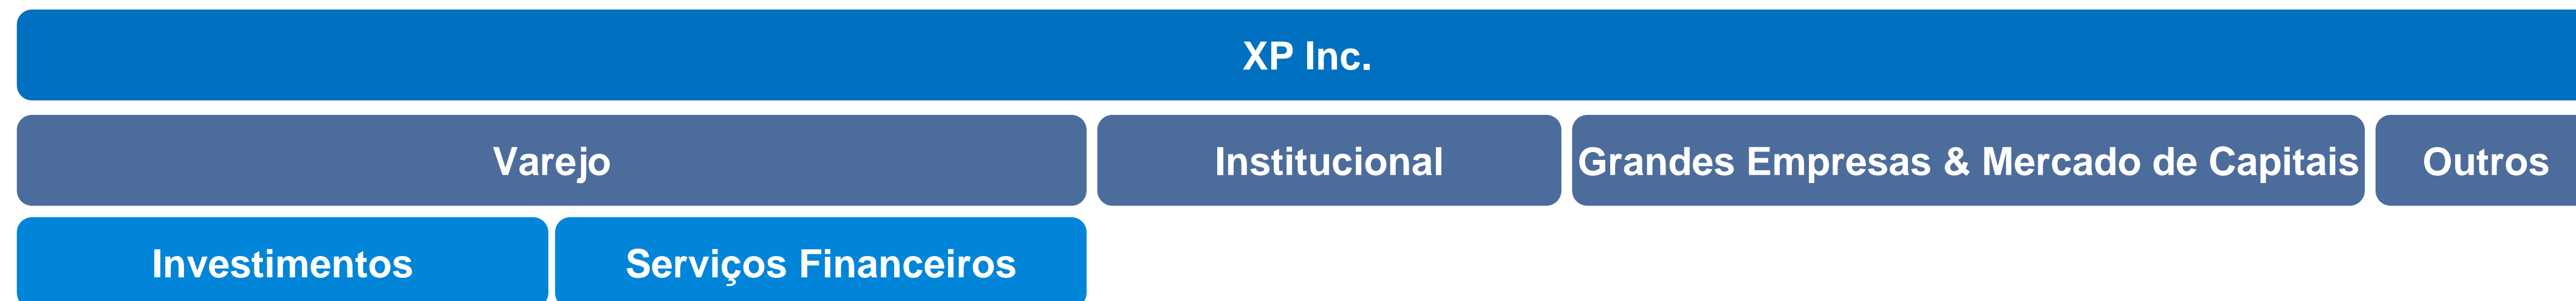 XP Inc.
Varejo
Institucional
Grandes Empresas & Mercado de Capitais
Outros
Investimentos
Serviços Financeiros